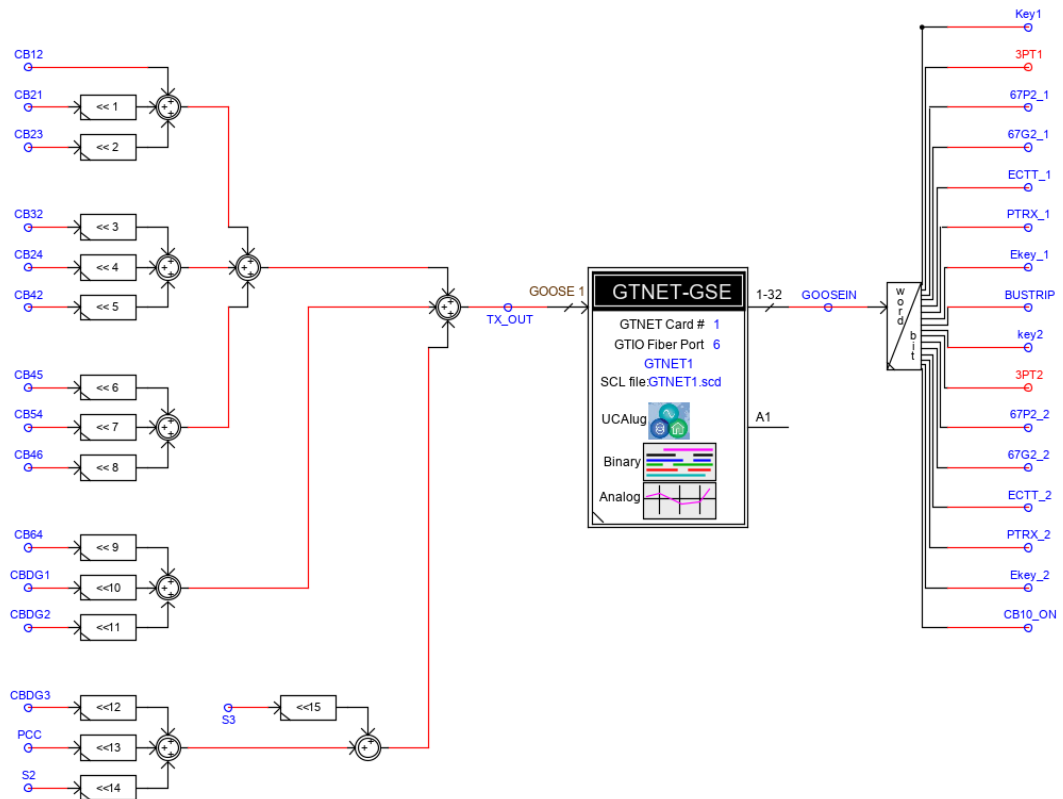 CB12
CB21
<< 1
CB23
<< 2
CB32
<< 3
CB24
<< 4
CB42
<< 5
CB45
<< 6
CB54
<< 7
CB46
<< 8
CB64
<< 9
CBDG1
<<10
CBDG2
<<11
CBDG3
<<12
PCC
<<13
S2
<<14
S3
<<15
TX_OUT
GOOSE 1
GTNET-GSE
GTNET Card # 1
GTIO Fiber Port 6
GTNET1
SCL file:GTNET1.scd
UCAIug
Binary
Analog
1-32
A1
GOOSEIN
word
bit
Key1
3PT1
67P2_1
67G2_1
ECTT_1
PTRX_1
Ekey_1
BUSTRIP
key2
3PT2
67P2_2
67G2_2
ECTT_2
PTRX_2
Ekey_2
CB10_ON